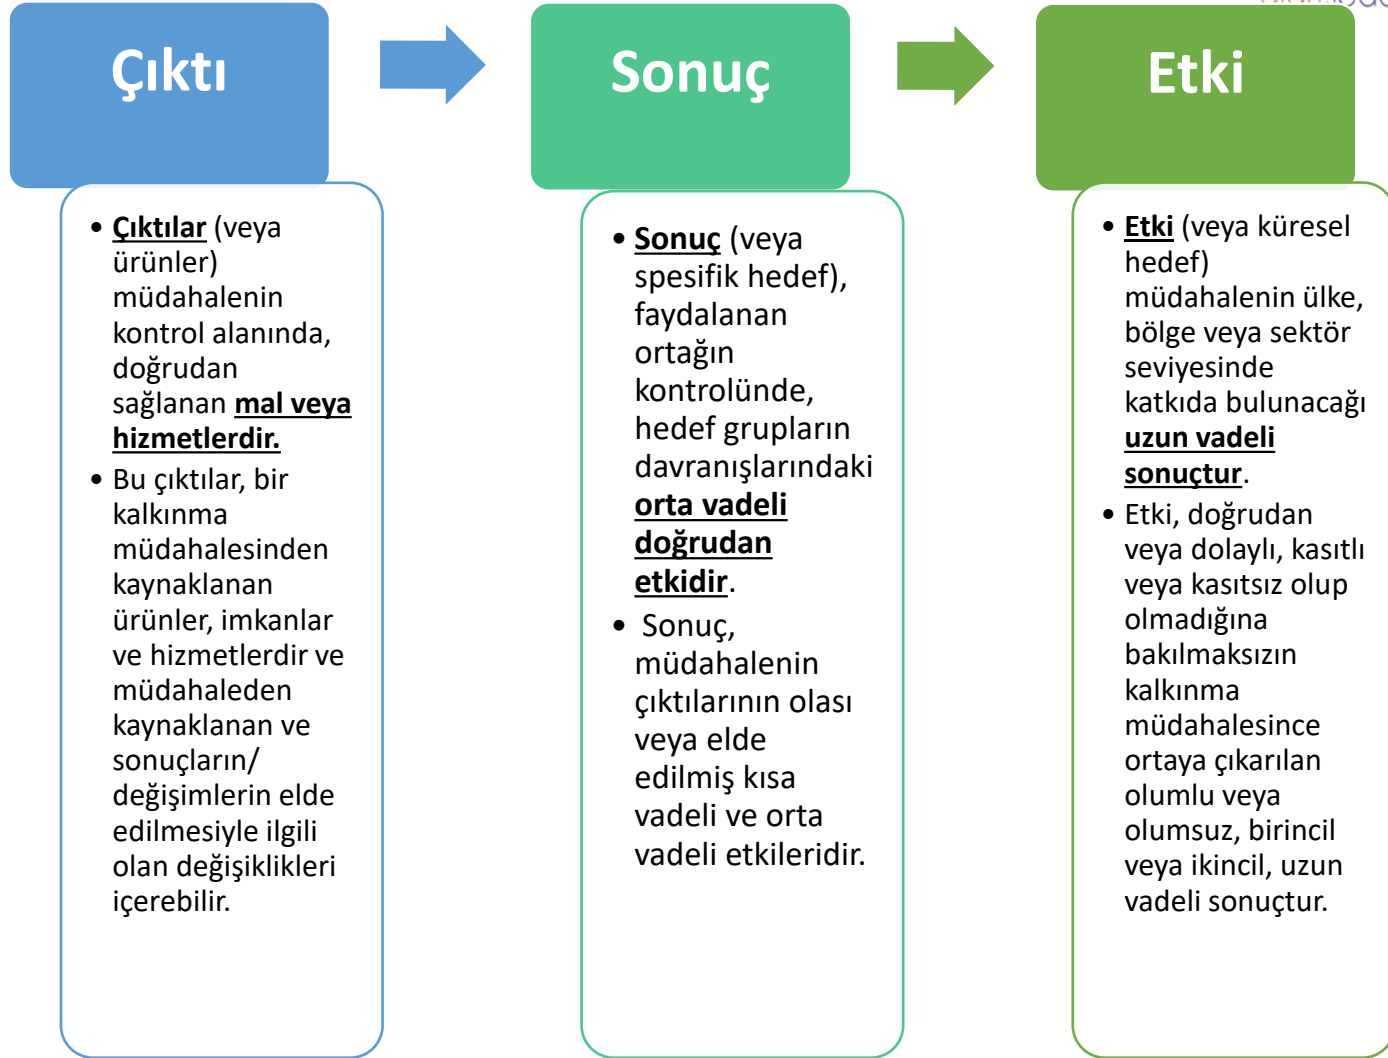 Çıktı
• Çıktılar (veya
ürünler)
müdahalenin
kontrol alanında,
doğrudan
sağlanan mal veya
hizmetlerdir.
• Bu çıktılar, bir
kalkınma
müdahalesinden
kaynaklanan
ürünler, imkanlar
ve hizmetlerdir ve
müdahaleden
kaynaklanan ve
sonuçların/
değişimlerin elde
edilmesiyle ilgili
olan değişiklikleri
içerebilir.
Sonuç
• Sonuç (veya
spesifik hedef),
faydalanan
ortağın
kontrolünde,
hedef grupların
davranışlarındaki
orta vadeli
doğrudan
etkidir.
• Sonuç,
müdahalenin
çıktılarının olası
veya elde
edilmiş kısa
vadeli ve orta
vadeli etkileridir.
Etki
• Etki (veya küresel
hedef)
müdahalenin ülke,
bölge veya sektör
seviyesinde
katkıda bulunacağı
uzun vadeli
sonuçtur.
• Etki, doğrudan
veya dolaylı, kasıtlı
veya kasıtsız olup
olmadığına
bakılmaksızın
kalkınma
müdahalesince
ortaya çıkarılan
olumlu veya
olumsuz, birincil
veya ikincil, uzun
vadeli sonuçtur.